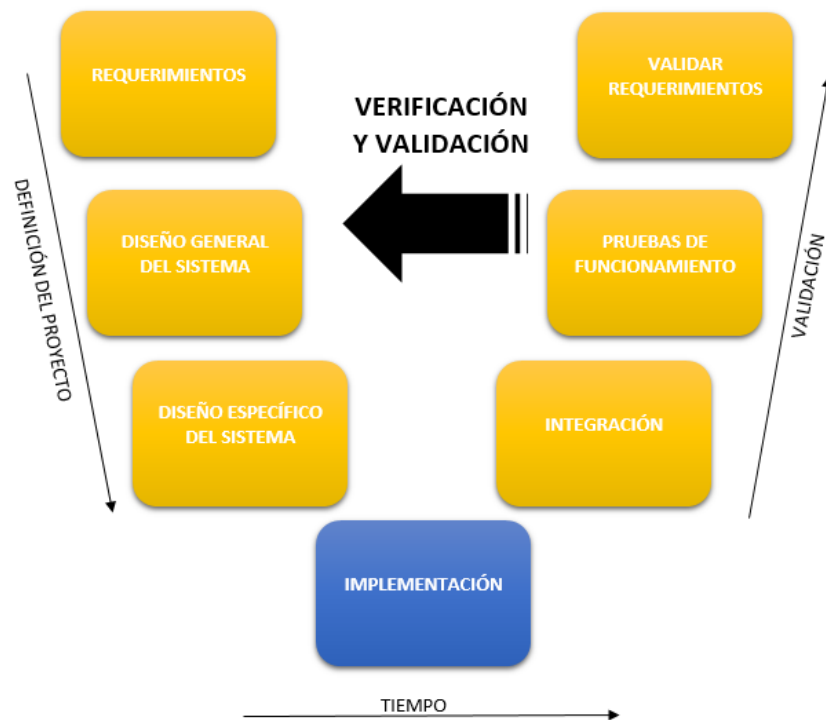 REQUERIMIENTOS
VALIDAR
REQUERIMIENTOS
VERIFICACIÓN
Y VALIDACIÓN
DEFINICIÓN DEL PROYECTO
DISEÑO GENERAL
DEL SISTEMA
PRUEBAS DE
FUNCIONAMIENTO
VALIDACIÓN
DISEÑO ESPECÍFICO
DEL SISTEMA
INTEGRACIÓN
IMPLEMENTACIÓN
TIEMPO